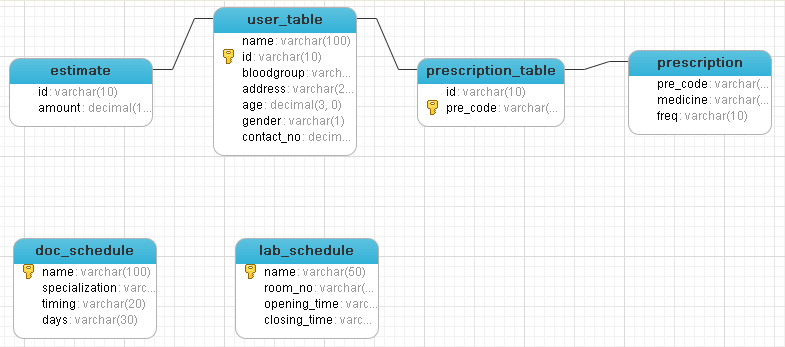 estimate
id: varchar(10)
amount: decimal(1...
user_table
name: varchar(100)
id: varchar(10)
bloodgroup: varch...
address: varchar(2...
age: decimal(3, 0)
gender: varchar(1)
contact_no: decim...
prescription_table
id: varchar(10)
pre_code: varchar(...
prescription
pre_code: varchar(...
medicine: varchar(...
freq: varchar(10)
doc_schedule
name: varchar(100)
specialization: varc...
timing: varchar(20)
days: varchar(30)
lab_schedule
name: varchar(50)
room_no: varchar(...
opening_time: varc...
closing_time: varc...